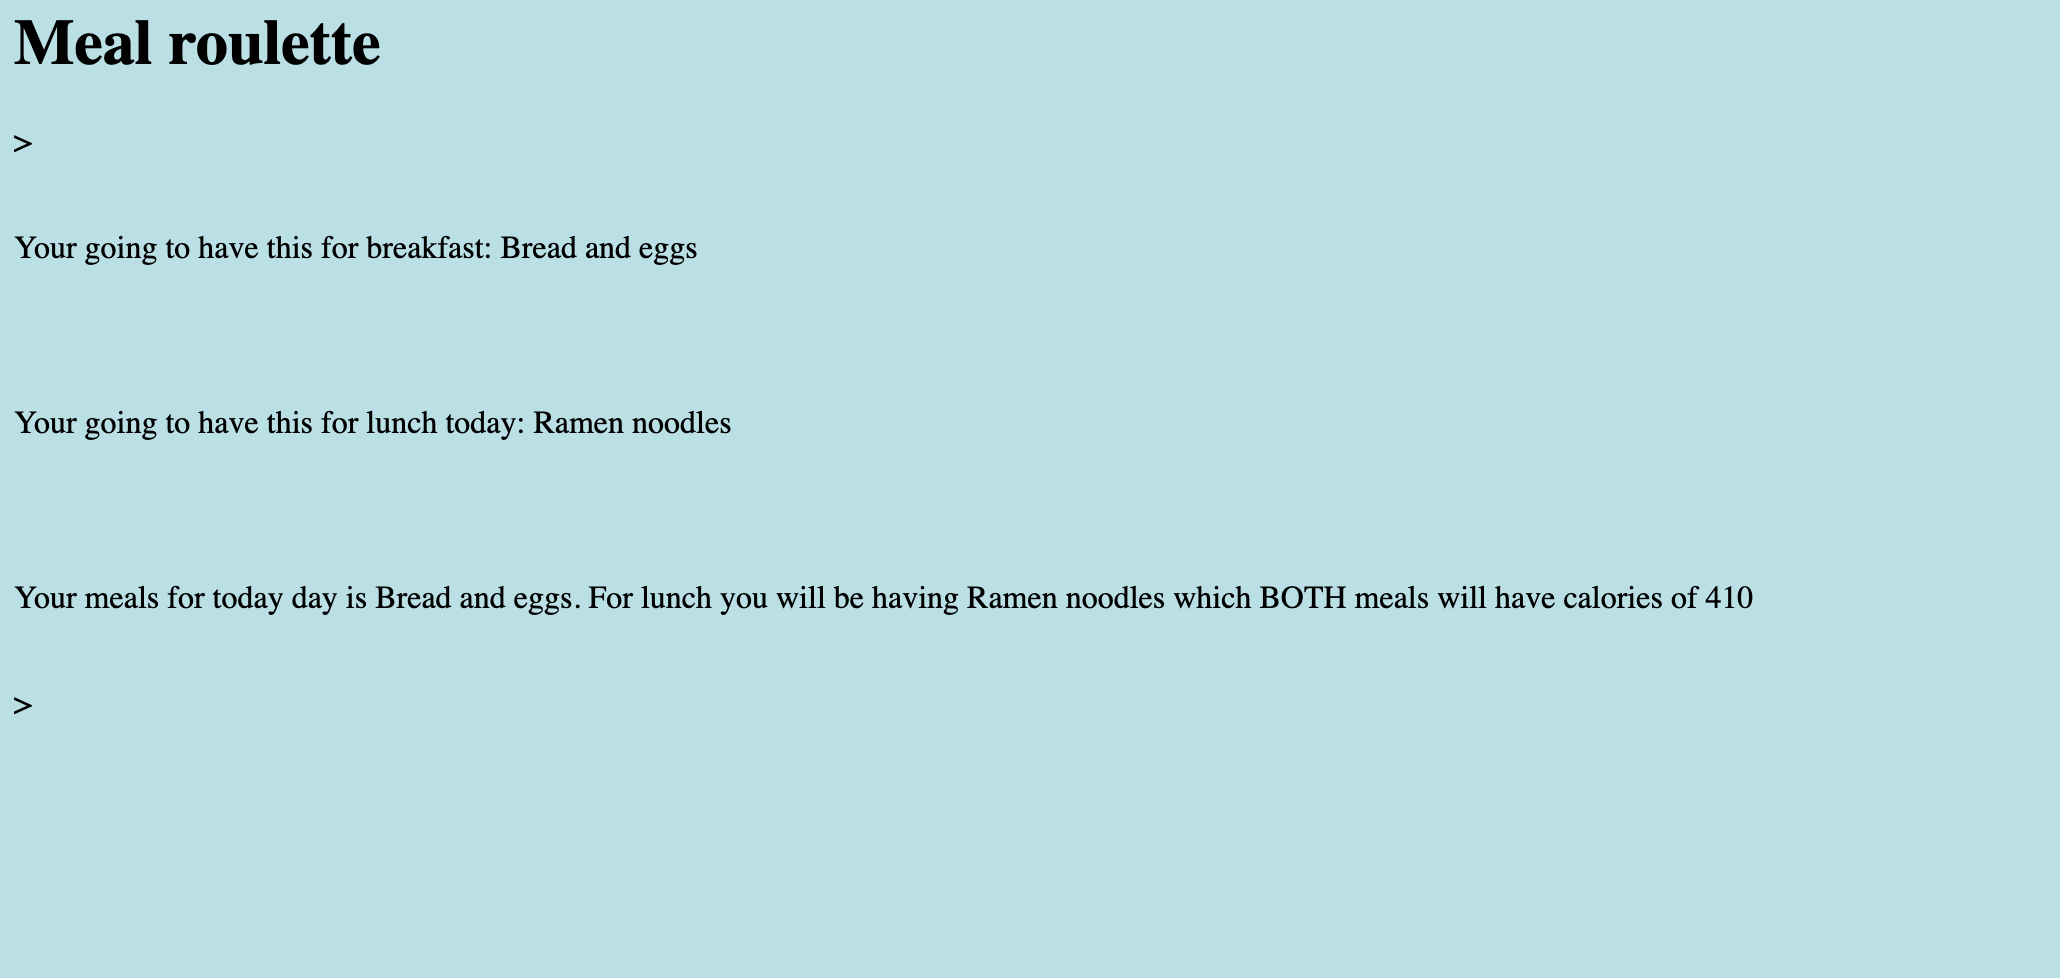 Meal roulette
>
Your going to have this for breakfast: Bread and eggs
Your going to have this for lunch today: Ramen noodles
Your meals for today day is Bread and eggs. For lunch you will be having Ramen noodles which BOTH meals will have calories of 410
>